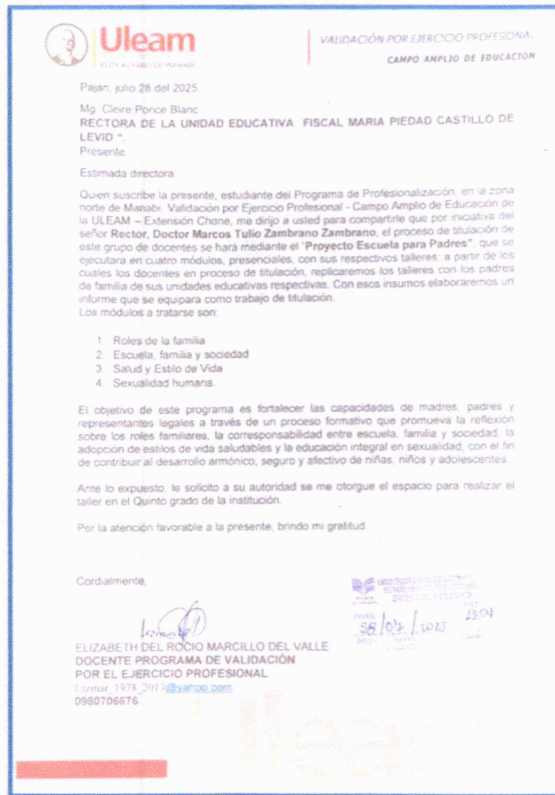 Uleam
VALIDACIÓN POR EJERCICIO PROFESIONAL
CAMPO AMPLIO DE EDUCACIÓN
Paján, julio 28 del 2025
Mg. Cleire Ponce Blanc
RECTORA DE LA UNIDAD EDUCATIVA FISCAL MARIA PIEDAD CASTILLO DE
LEVID ".
Presente
Estimada directora
Quien suscribe la presente, estudiante del Programa de Profesionalización, en la zona
norte de Manabí. Validación por Ejercicio Profesional - Campo Amplio de Educación de
la ULEAM – Extensión Chone, me dirijo a usted para compartirle que por iniciativa del
señor Rector, Doctor Marcos Tulio Zambrano Zambrano, el proceso de titulación de
este grupo de docentes se hará mediante el "Proyecto Escuela para Padres", que se
ejecutará en cuatro módulos, presenciales, con sus respectivos talleres, a partir de los
cuales los docentes en proceso de titulación, replicaremos los talleres con los padres
de familia de sus unidades educativas respectivas. Con esos insumos elaboraremos un
informe que se equipara como trabajo de titulación.
Los módulos a tratarse son:
1. Roles de la familia
2. Escuela, familia y sociedad
3. Salud y Estilo de Vida
4. Sexualidad humana.
El objetivo de este programa es fortalecer las capacidades de madres, padres y
representantes legales a través de un proceso formativo que promueva la reflexión
sobre los roles familiares, la corresponsabilidad entre escuela, familia y sociedad, la
adopción de estilos de vida saludables y la educación integral en sexualidad, con el fin
de contribuir al desarrollo armónico, seguro y afectivo de niñas, niños y adolescentes.
Ante lo expuesto, le solicito a su autoridad se me otorgue el espacio para realizar el
taller en el Quinto grado de la institución.
Por la atención favorable a la presente, brindo mi gratitud
Cordialmente,
13:04
28/07/2025
ELIZABETH DEL ROCIO MARCILLO DEL VALLE
DOCENTE PROGRAMA DE VALIDACIÓN
POR EL EJERCICIO PROFESIONAL
@yahoo.com
0980706676